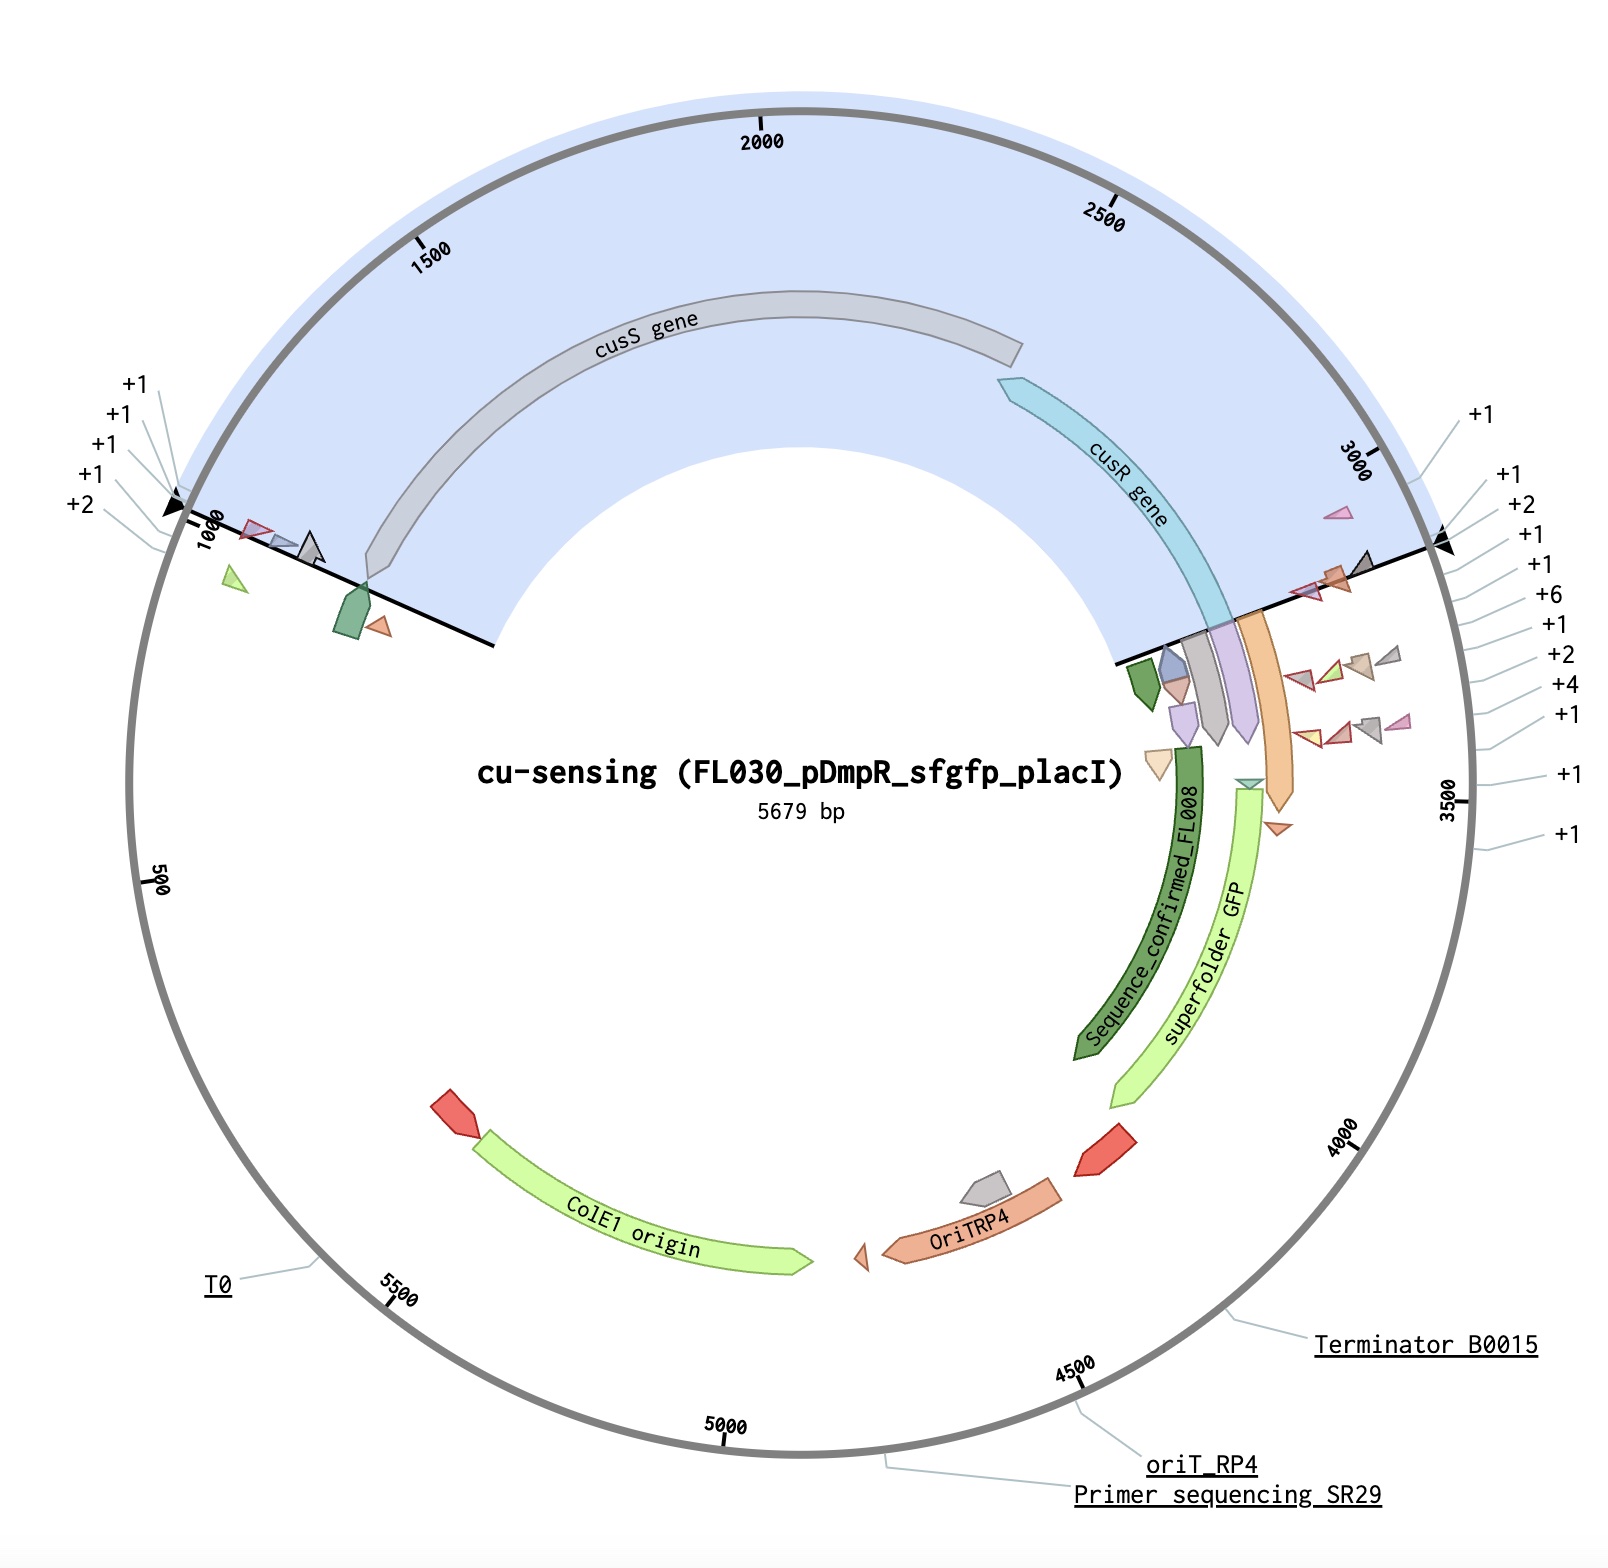 2000
2500
1500
cusS gene
+1
+1
+1
+1
+2
1000
cusR gene
3000
+1
+1
+2
+1
+1
+6
+1
+2
+4
+1
+1
+1
cu-sensing (FL030_pDmpR_sfgfp_placI)
5679 bp
3500
500
Sequence_confirmed_FL008
superfolder GFP
4000
OriTRP4
ColE1 origin
T0
5500
Terminator B0015
4500
5000
oriT_RP4
Primer sequencing SR29